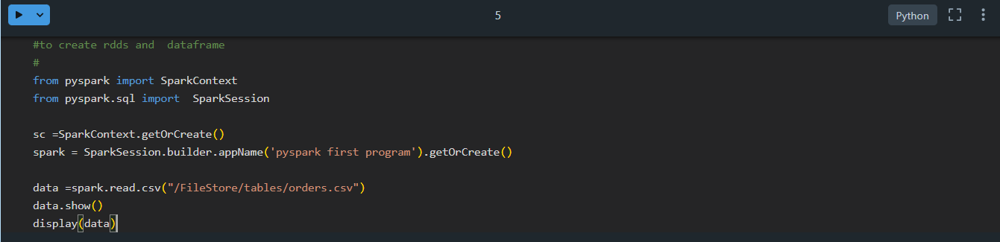 5
Python
#to create rdds and  dataframe
#
from pyspark import SparkContext
from pyspark.sql import  SparkSession
sc =SparkContext.getOrCreate()
spark = SparkSession.builder.appName('pyspark first program').getOrCreate()
data =spark.read.csv("/FileStore/tables/orders.csv")
data.show()
display(data)